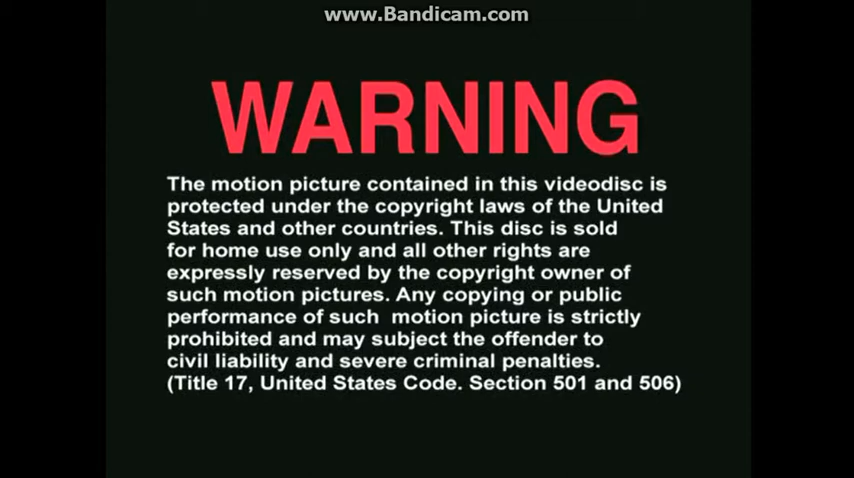 www.Bandicam.com
WARNING
The motion picture contained in this videodisc is
protected under the copyright laws of the United
States and other countries. This disc is sold
for home use only and all other rights are
expressly reserved by the copyright owner of
such motion pictures. Any copying or public
performance of such motion picture is strictly
prohibited and may subject the offender to
civil liability and severe criminal penalties.
(Title 17, United States Code. Section 501 and 506)